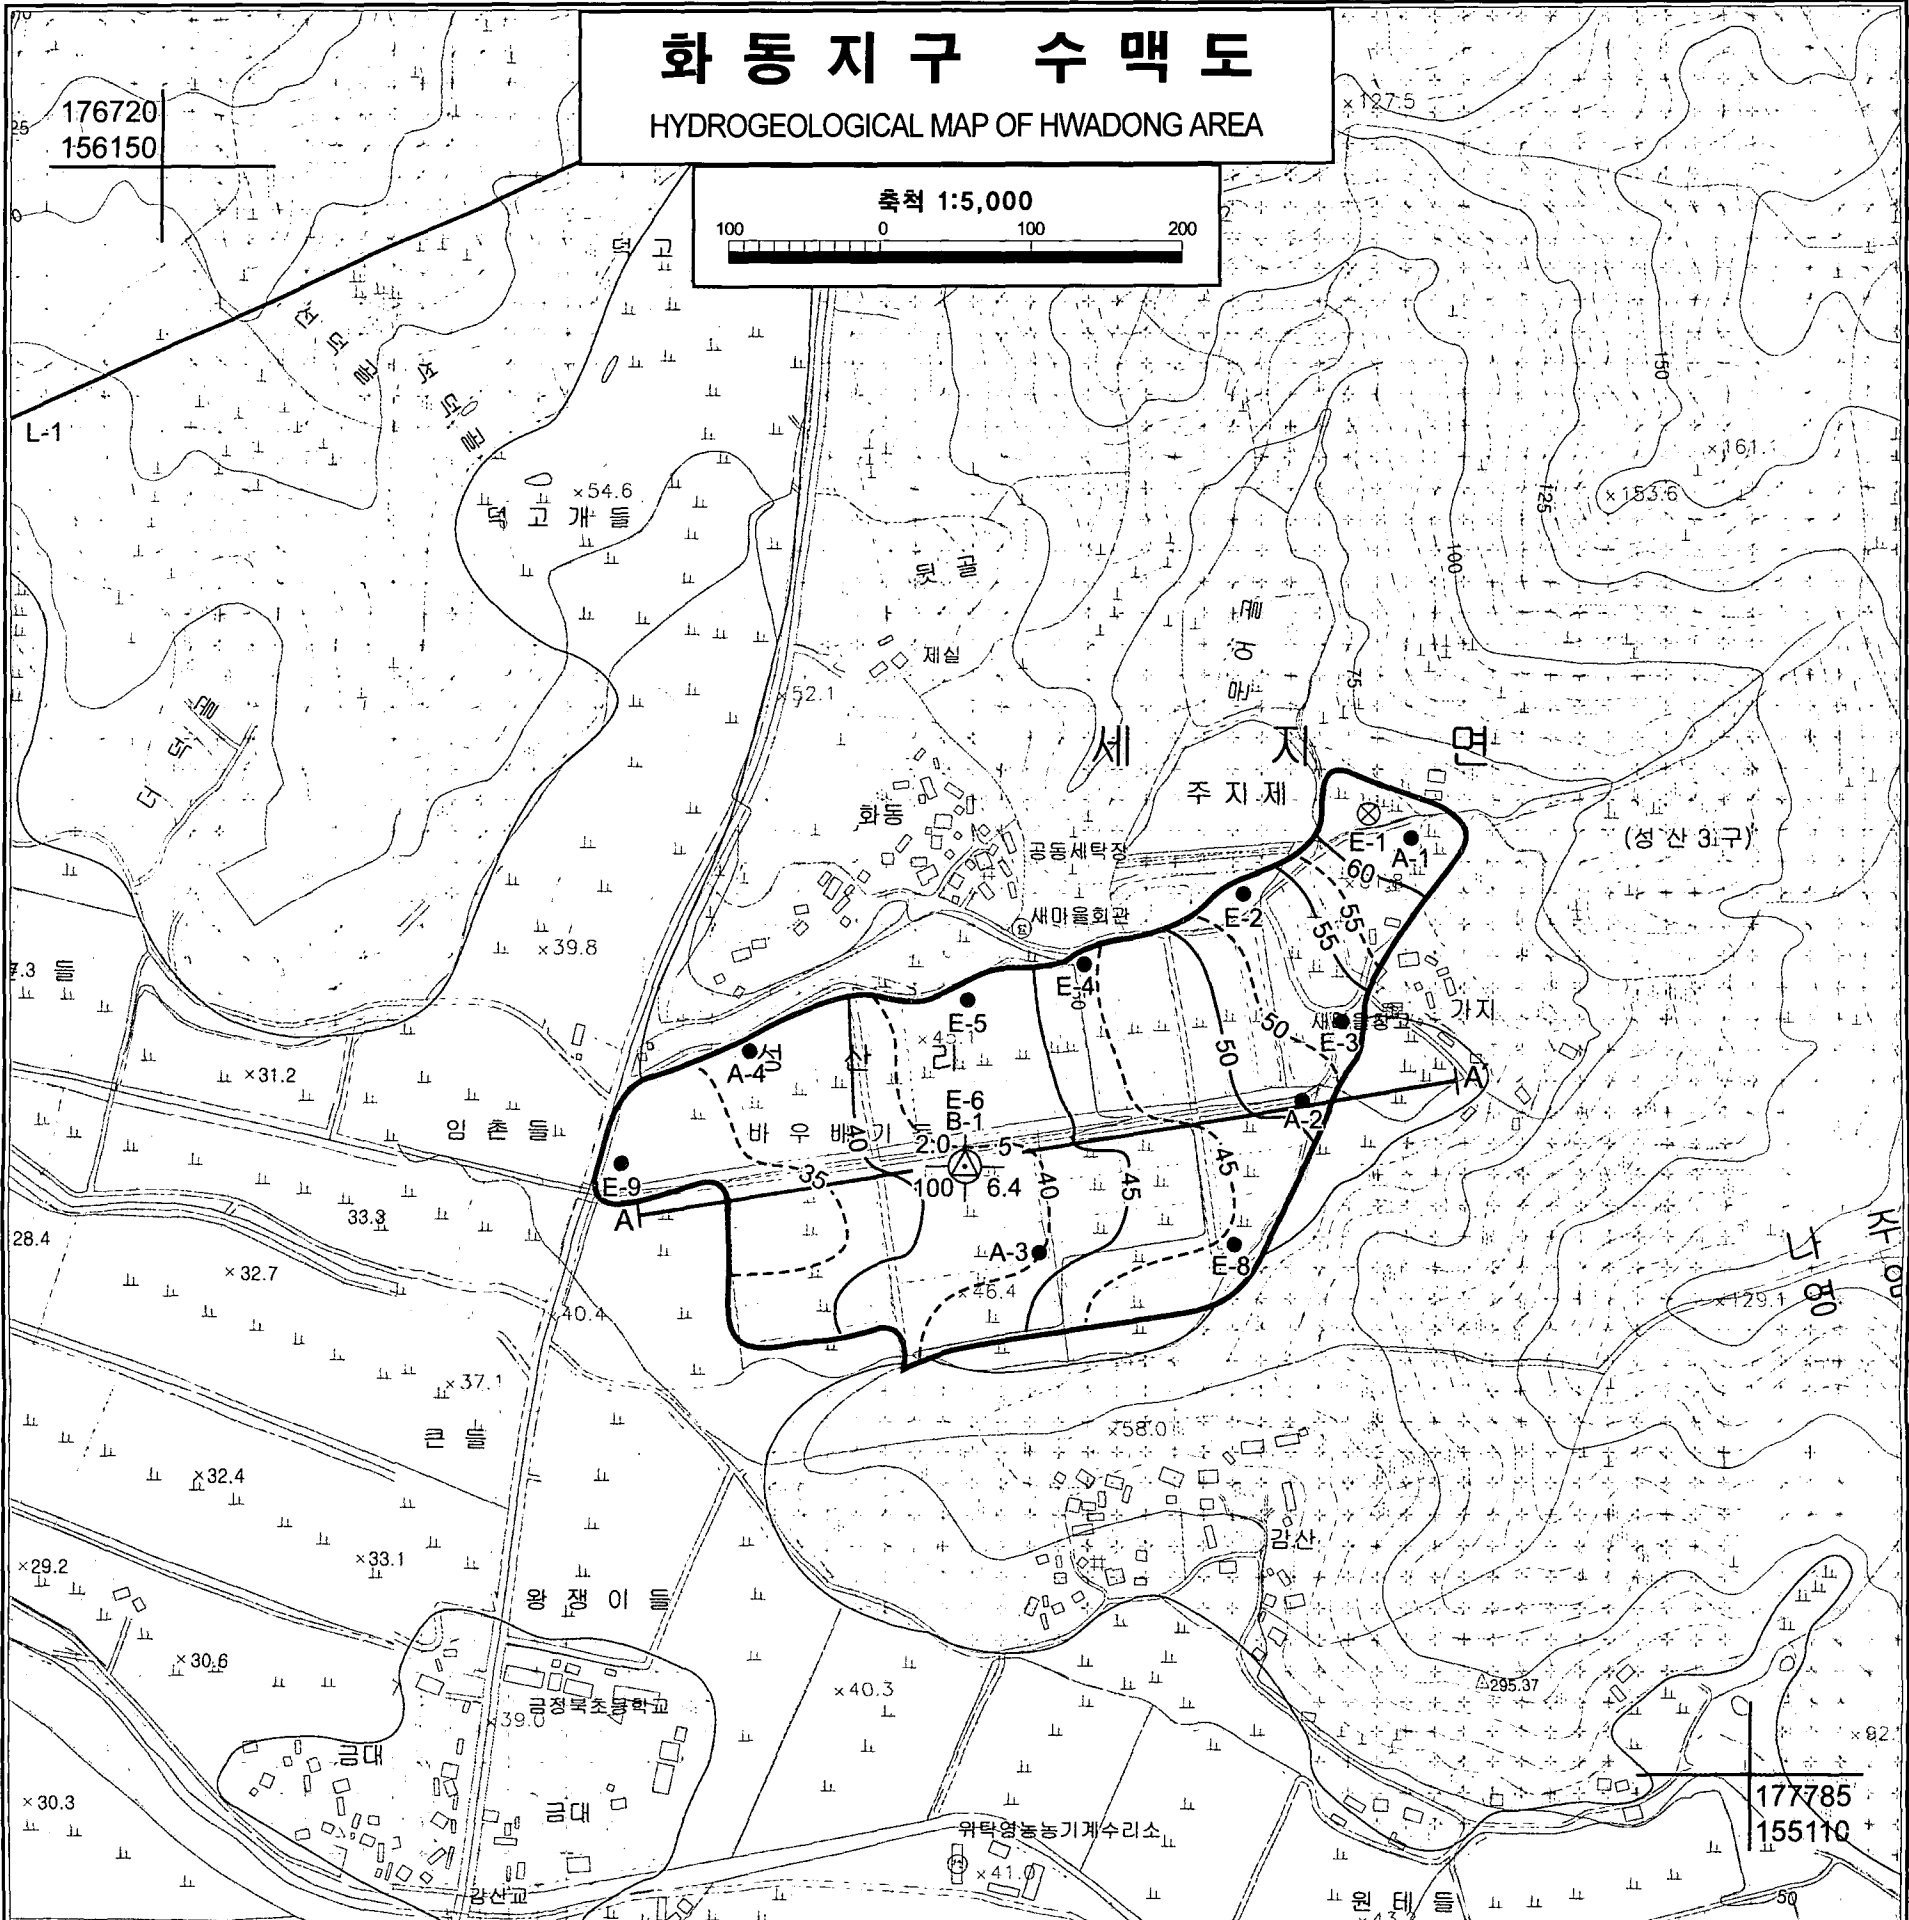 화동지구 수맥도
HYDROGEOLOGICAL MAP OF HWADONG AREA
축척 1:5,000
100 0 100 200
176720
156150
25
×127.5
덕고
L-1
150
×161.
×153.6
125
100
75
×54.6
덕고개들
뒷골
제실
×52.1
세 지 면
주지제
화동
공동세탁장
새마을회관
(성산3구)
E-1
A-1
60
E-2
55
55
×39.8
들
E-4
E-5
50
50
가지
E-3
A-4
성 산 리
×31.2
E-6
B-1
A'
A-2
임촌들
40
2.0
5
45
E-9
35
100
6.4
40
45
A
33.3
28.4
A-3
E-8
×32.7
×46.4
×40.4
나
영
×129.1
×37.1
큰들
×58.0
×32.4
감산
×29.2
×33.1
왕쟁이들
×30.6
295.37
×40.3
금정북초등학교
×39.0
×92.
금대
금대
177785
155110
×30.3
위탁영농농기계수리소
×41.0
감산교
원테들
50